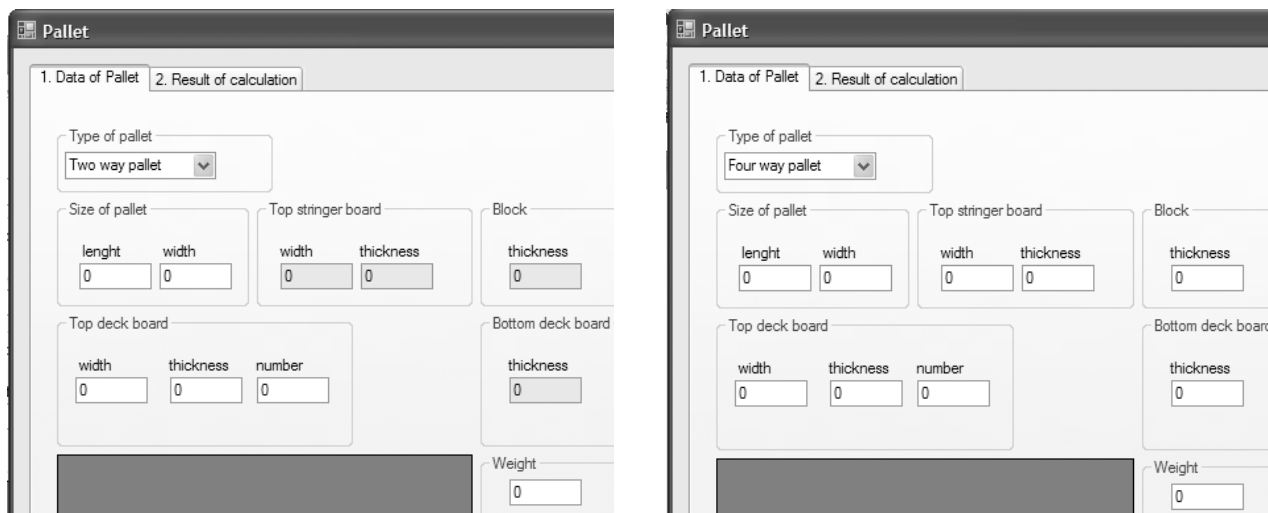 Pallet
1. Data of Pallet 2. Result of calculation
Type of pallet
Two way pallet
Size of pallet Top stringer board Block
lenght width width thickness thickness
0 0 0 0 0
Top deck board Bottom deck board
width thickness number thickness
0 0 0 0
Weight
0
Pallet
1. Data of Pallet 2. Result of calculation
Type of pallet
Four way pallet
Size of pallet Top stringer board Block
lenght width width thickness thickness
0 0 0 0 0
Top deck board Bottom deck board
width thickness number thickness
0 0 0 0
Weight
0